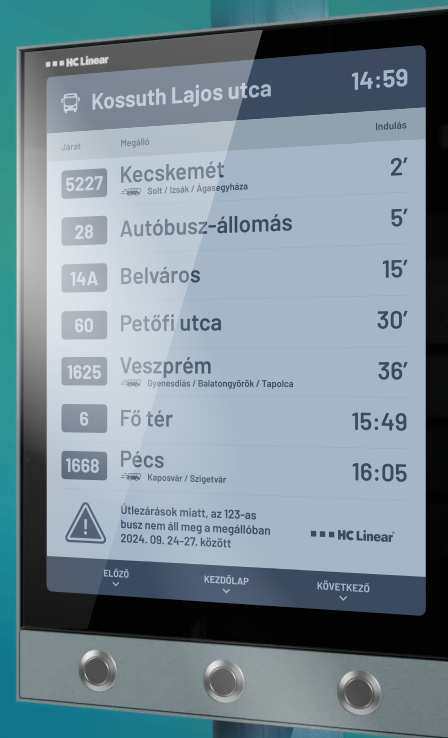 HC Linear
Kossuth Lajos utca 14:59
Járat Megálló Indulás
5227 Kecskemét 2′
Solt / Izsák / Ágasegyháza
28 Autóbusz-állomás 5′
14A Belváros 15′
60 Petőfi utca 30′
1625 Veszprém 36′
Gyenesdiás / Balatongyörök / Tapolca
6 Fő tér 15:49
1668 Pécs 16:05
Kaposvár / Szigetvár
Útlezárások miatt, az 123-as
busz nem áll meg a megállóban
2024. 09. 24-27. között
HC Linear
ELŐZŐ KEZDŐLAP KÖVETKEZŐ